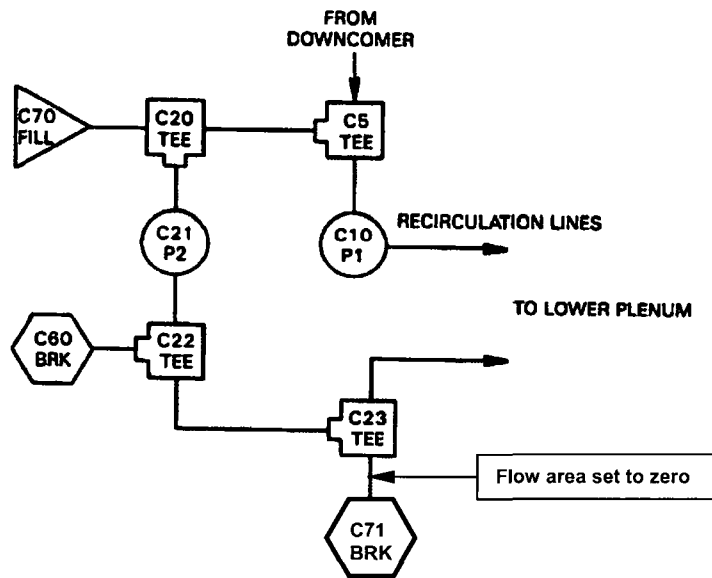 FROM
DOWNCOMER
C70
FILL
C20
TEE
C5
TEE
C21
P2
C10
P1
RECIRCULATION LINES
TO LOWER PLENUM
C60
BRK
C22
TEE
C23
TEE
Flow area set to zero
C71
BRK